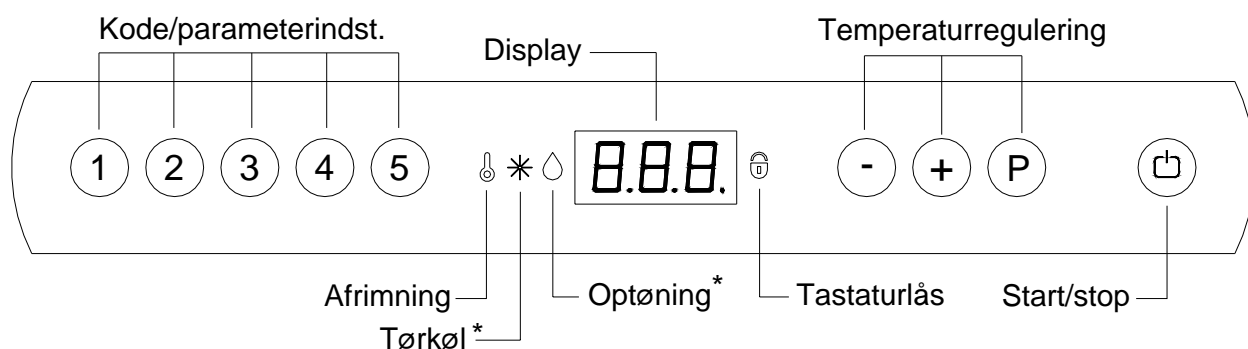 Kode/parameterindst.
Display
Temperaturregulering
1 2 3 4 5 8.8.8. - + P
Afrimning
Optøning*
Tastaturlås
Start/stop
Tørkøl*